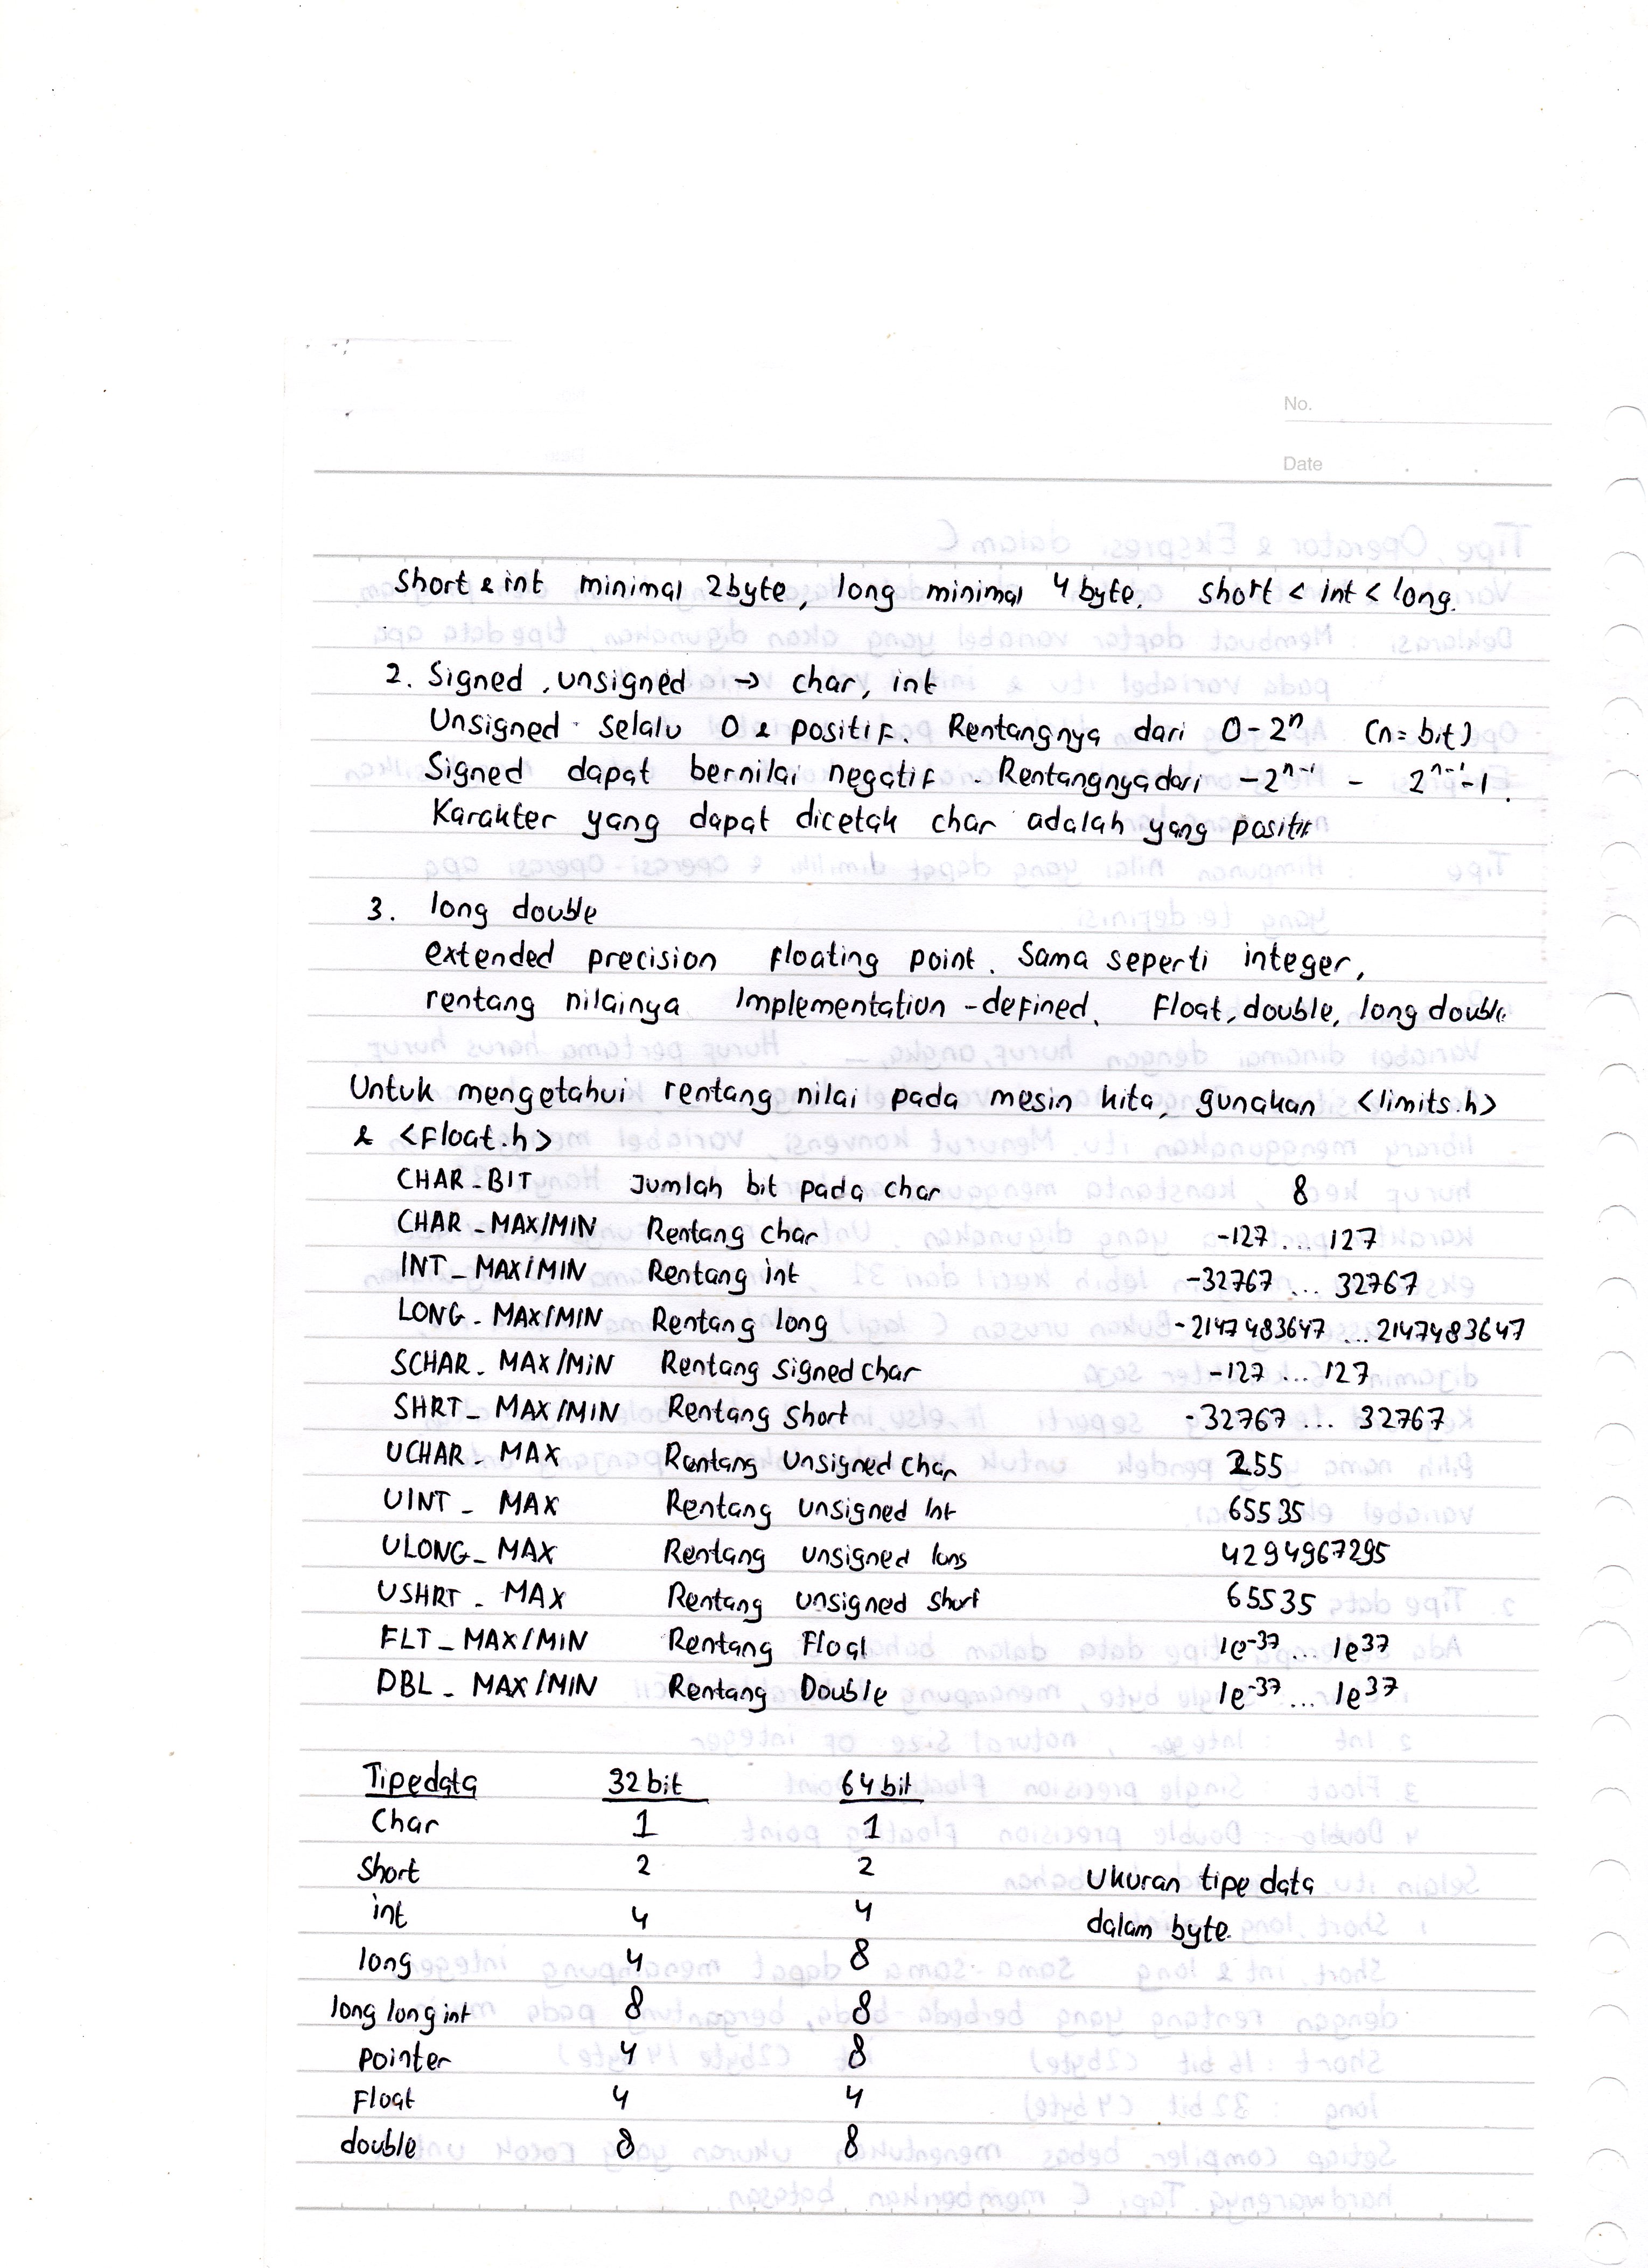 No.
Date
short & int minimal 2byte, long minimal 4 byte. short < int < long.
2. Signed, unsigned → char, int
Unsigned selalu 0 & positif. Rentangnya dari 0 - 2ⁿ (n = bit)
Signed dapat bernilai negatif. Rentangnya dari -2ⁿ⁻¹ - 2ⁿ⁻¹-1.
Karakter yang dapat dicetak char adalah yang positif
3. long double
extended precision floating point. Sama seperti integer,
rentang nilainya Implementation-defined. Float, double, long double
Untuk mengetahui rentang nilai pada mesin kita, gunakan <limits.h>
& <Float.h>
CHAR_BIT Jumlah bit pada char 8
CHAR_MAX/MIN Rentang char -127 ... 127
INT_MAX/MIN Rentang int -32767 ... 32767
LONG_MAX/MIN Rentang long -2147483647 ... 2147483647
SCHAR_MAX/MIN Rentang signed char -127 ... 127
SHRT_MAX/MIN Rentang short -32767 ... 32767
UCHAR_MAX Rentang Unsigned char 255
UINT_MAX Rentang unsigned Int 65535
ULONG_MAX Rentang unsigned long 4294967295
USHRT_MAX Rentang unsigned short 65535
FLT_MAX/MIN Rentang Float 1e⁻³⁷ ... 1e³⁷
DBL_MAX/MIN Rentang Double 1e⁻³⁷ ... 1e³⁷
Tipe data 32 bit 64 bit
Char 1 1
Short 2 2 Ukuran tipe data
int 4 4 dalam byte.
long 4 8
long long int 8 8
pointer 4 8
Float 4 4
double 8 8